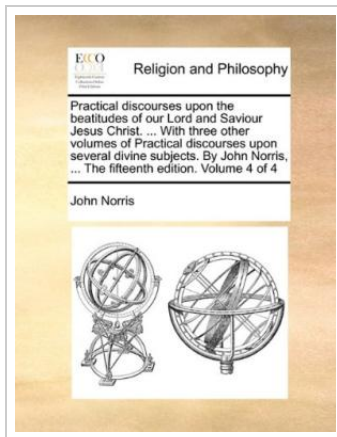 ECCO
Religion and Philosophy
Practical discourses upon the
beatitudes of our Lord and Saviour
Jesus Christ. ... With three other
volumes of Practical discourses upon
several divine subjects. By John Norris,
... The fifteenth edition. Volume 4 of 4
John Norris